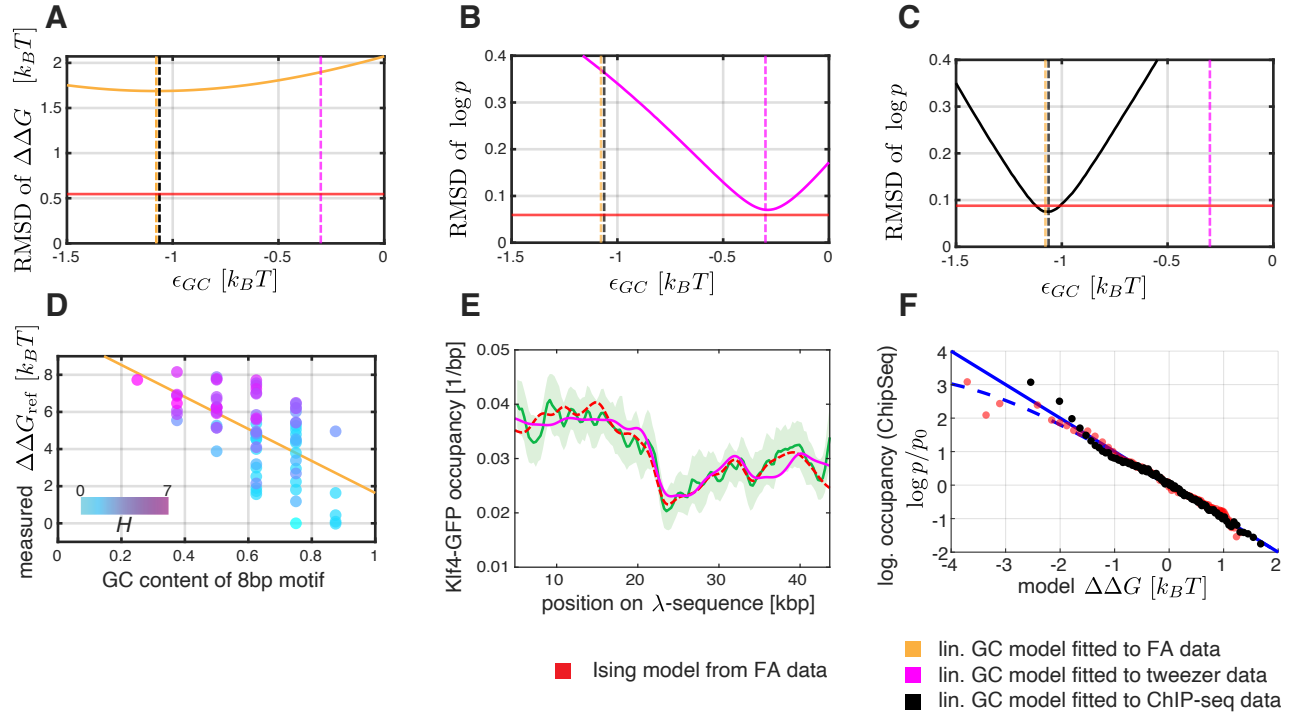 A
RMSD of ΔΔG [k_BT]
2
1.5
1
0.5
0
-1.5
-1
-0.5
0
ϵ_GC [k_BT]
B
RMSD of log p
0.4
0.3
0.2
0.1
0
-1
-0.5
0
ϵ_GC [k_BT]
C
RMSD of log p
0.4
0.3
0.2
0.1
0
-1.5
-1
-0.5
0
ϵ_GC [k_BT]
D
measured ΔΔG_ref [k_BT]
8
6
4
2
0
0
7
H
0
0.2
0.4
0.6
0.8
1
GC content of 8bp motif
E
Klf4-GFP occupancy [1/bp]
0.05
0.04
0.03
0.02
0.01
10
20
30
40
position on λ-sequence [kbp]
F
log. occupancy (ChipSeq)
log p/p_0
4
3
2
1
0
-1
-2
-4
-3
-2
-1
0
1
2
model ΔΔG [k_BT]
Ising model from FA data
lin. GC model fitted to FA data
lin. GC model fitted to tweezer data
lin. GC model fitted to ChIP-seq data